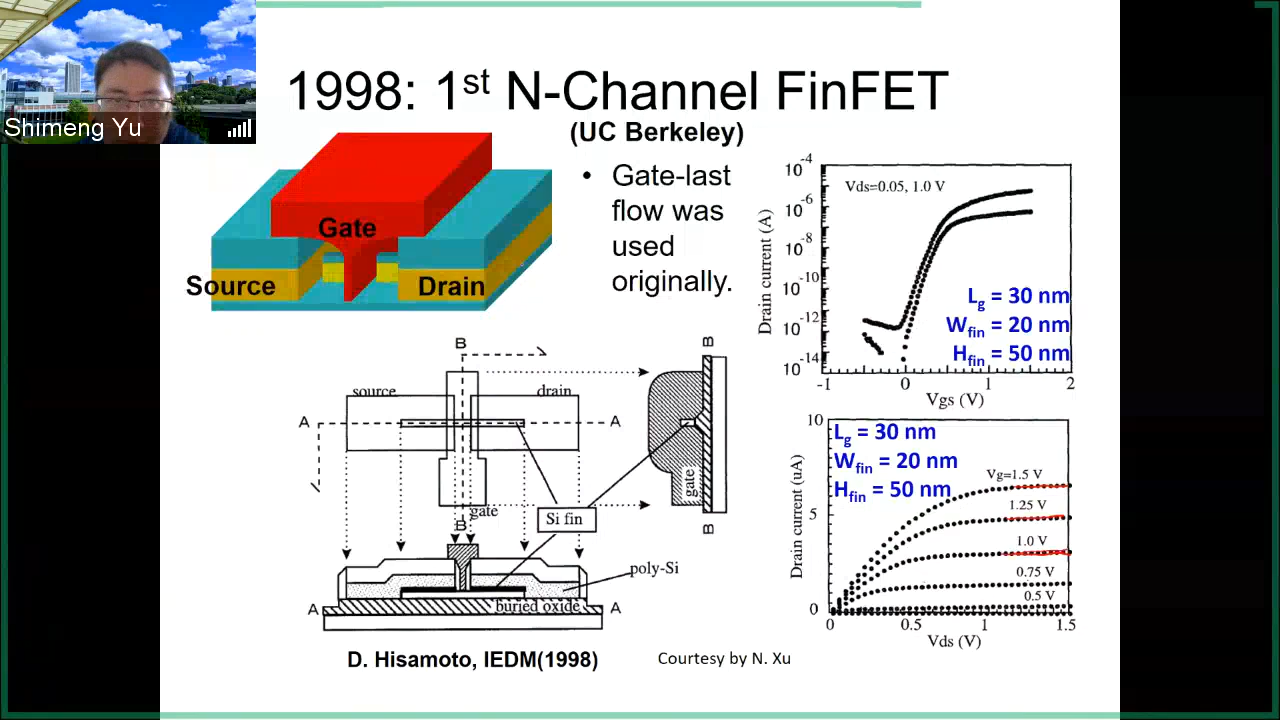 Shimeng Yu
1998: 1st N-Channel FinFET
(UC Berkeley)
• Gate-last
flow was
used
originally.
Gate
Source
Drain
10-4
10-6
10-8
10-10
10-12
10-14
Drain current (A)
Vds=0.05, 1.0 V
Lg = 30 nm
Wfin = 20 nm
Hfin = 50 nm
-1 0 1 2
Vgs (V)
B
source
drain
A
A
gate
B
Si fin
B
gate
B
poly-Si
buried oxide
A
A
10
5
0
Drain current (uA)
Lg = 30 nm
Wfin = 20 nm
Hfin = 50 nm
Vg=1.5 V
1.25 V
1.0 V
0.75 V
0.5 V
0 0.5 1 1.5
Vds (V)
D. Hisamoto, IEDM(1998)
Courtesy by N. Xu